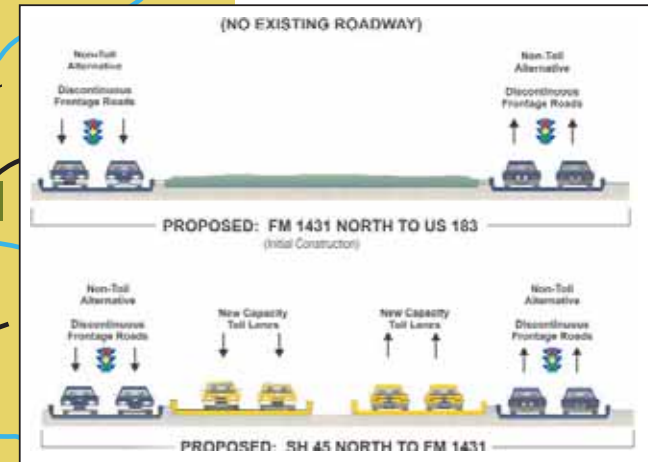 (NO EXISTING ROADWAY)
Non-Toll
Alternative
Discontinuous
Frontage Roads
Non-Toll
Alternative
Discontinuous
Frontage Roads
PROPOSED: FM 1431 NORTH TO US 183
(Initial Construction)
Non-Toll
Alternative
Discontinuous
Frontage Roads
New Capacity
Toll Lanes
New Capacity
Toll Lanes
Non-Toll
Alternative
Discontinuous
Frontage Roads
PROPOSED: SH 45 NORTH TO FM 1431